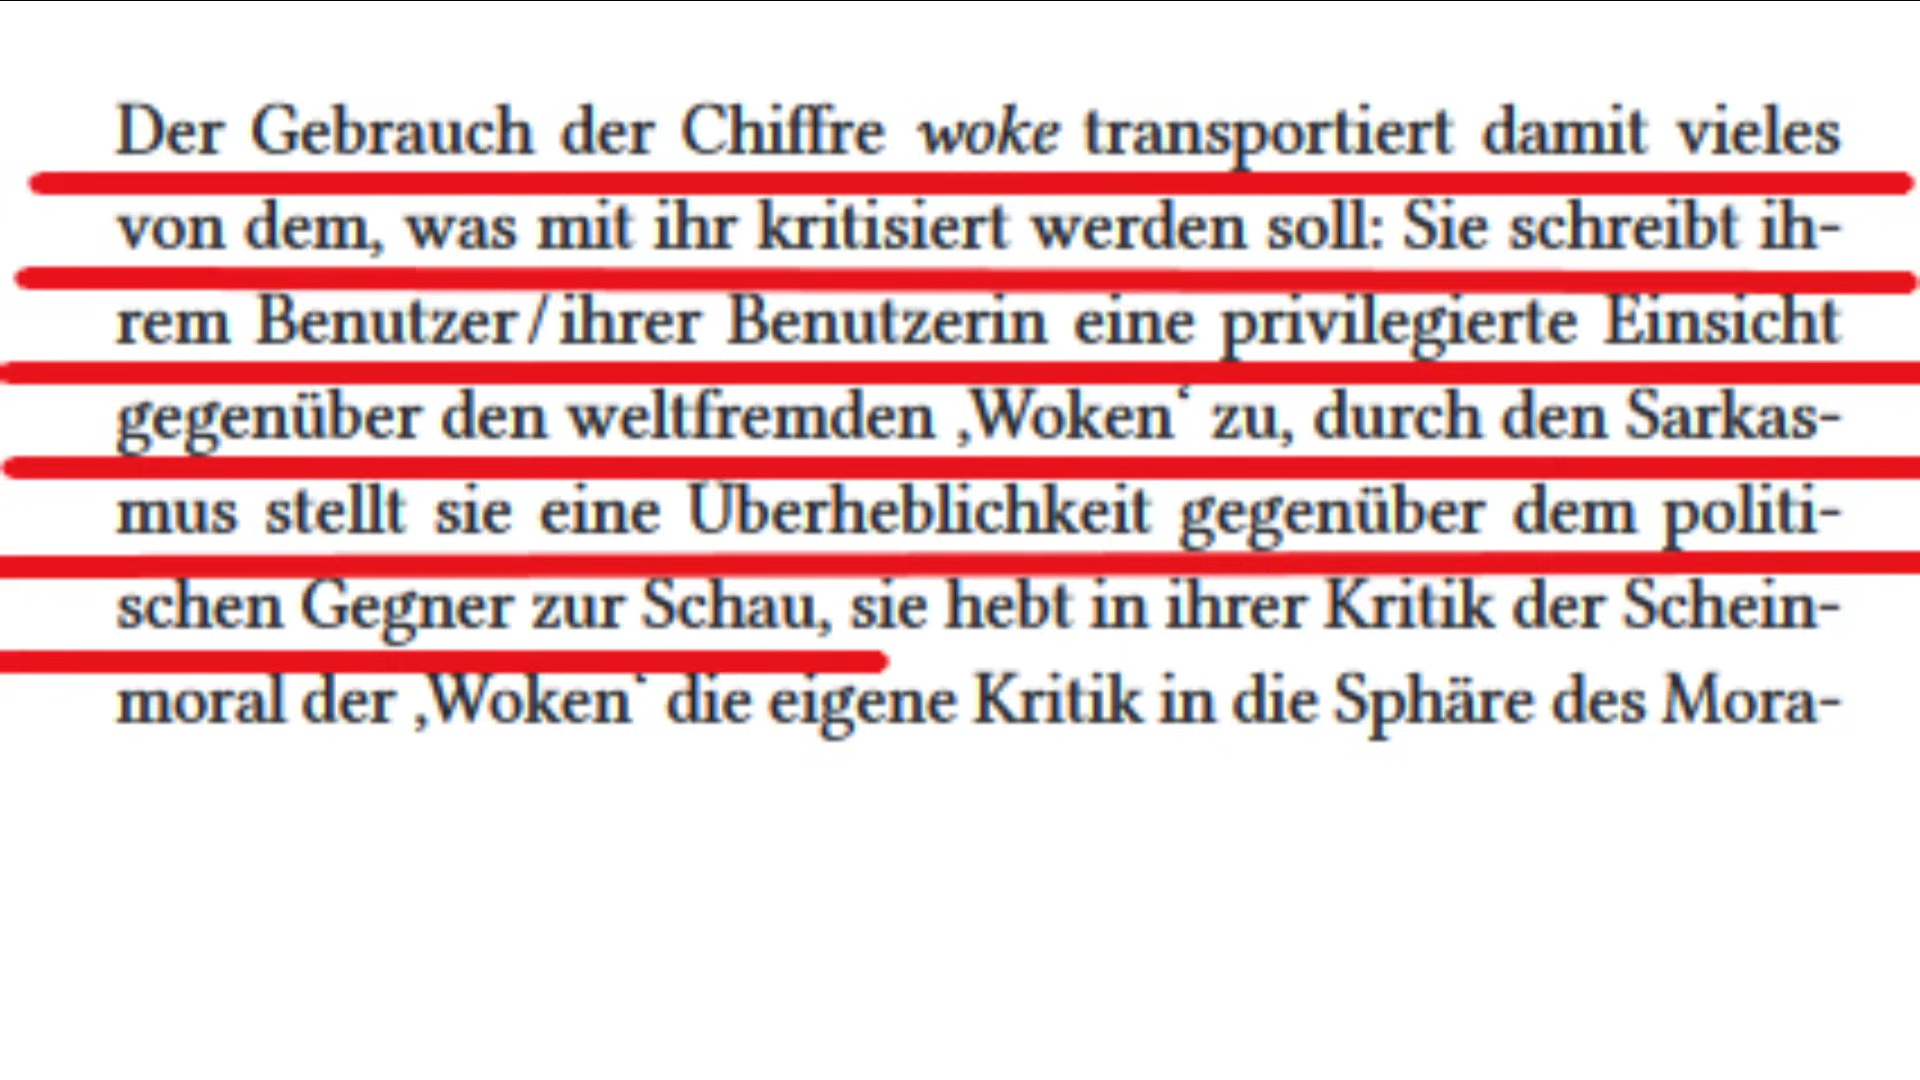 Der Gebrauch der Chiffre woke transportiert damit vieles
von dem, was mit ihr kritisiert werden soll: Sie schreibt ih-
rem Benutzer / ihrer Benutzerin eine privilegierte Einsicht
gegenüber den weltfremden ‚Woken‘ zu, durch den Sarkas-
mus stellt sie eine Überheblichkeit gegenüber dem politi-
schen Gegner zur Schau, sie hebt in ihrer Kritik der Schein-
moral der ‚Woken‘ die eigene Kritik in die Sphäre des Mora-